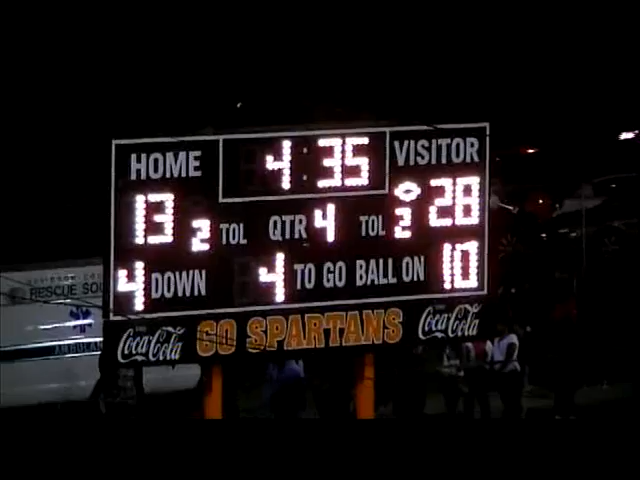 HOME 4:35 VISITOR
13 2 TOL QTR 4 TOL 2 28
4 DOWN 4 TO GO BALL ON 10
Coca-Cola GO SPARTANS Coca-Cola
RESCUE
AMBULANCE